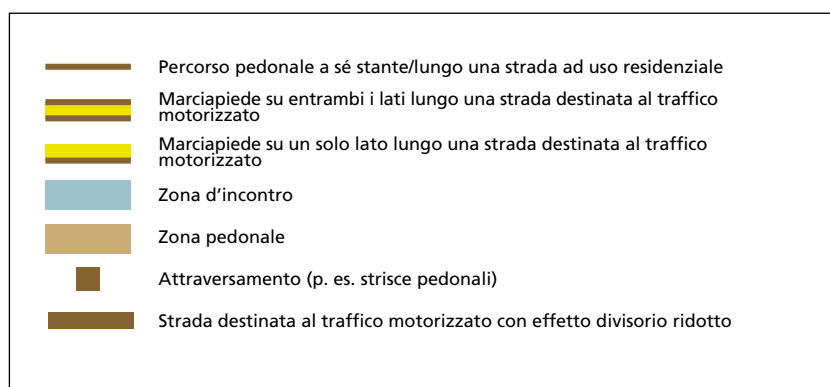 Percorso pedonale a sé stante/lungo una strada ad uso residenziale
Marciapiede su entrambi i lati lungo una strada destinata al traffico
motorizzato
Marciapiede su un solo lato lungo una strada destinata al traffico
motorizzato
Zona d’incontro
Zona pedonale
Attraversamento (p. es. strisce pedonali)
Strada destinata al traffico motorizzato con effetto divisorio ridotto